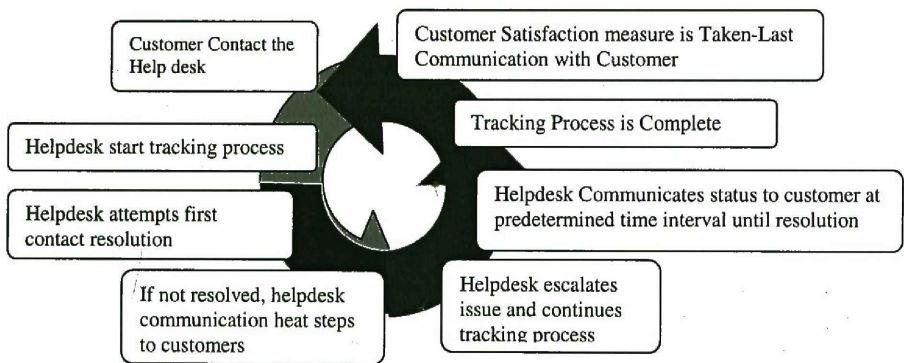 Customer Contact the
Help desk
Customer Satisfaction measure is Taken-Last
Communication with Customer
Tracking Process is Complete
Helpdesk start tracking process
Helpdesk Communicates status to customer at
predetermined time interval until resolution
Helpdesk attempts first
contact resolution
If not resolved, helpdesk
communication heat steps
to customers
Helpdesk escalates
issue and continues
tracking process